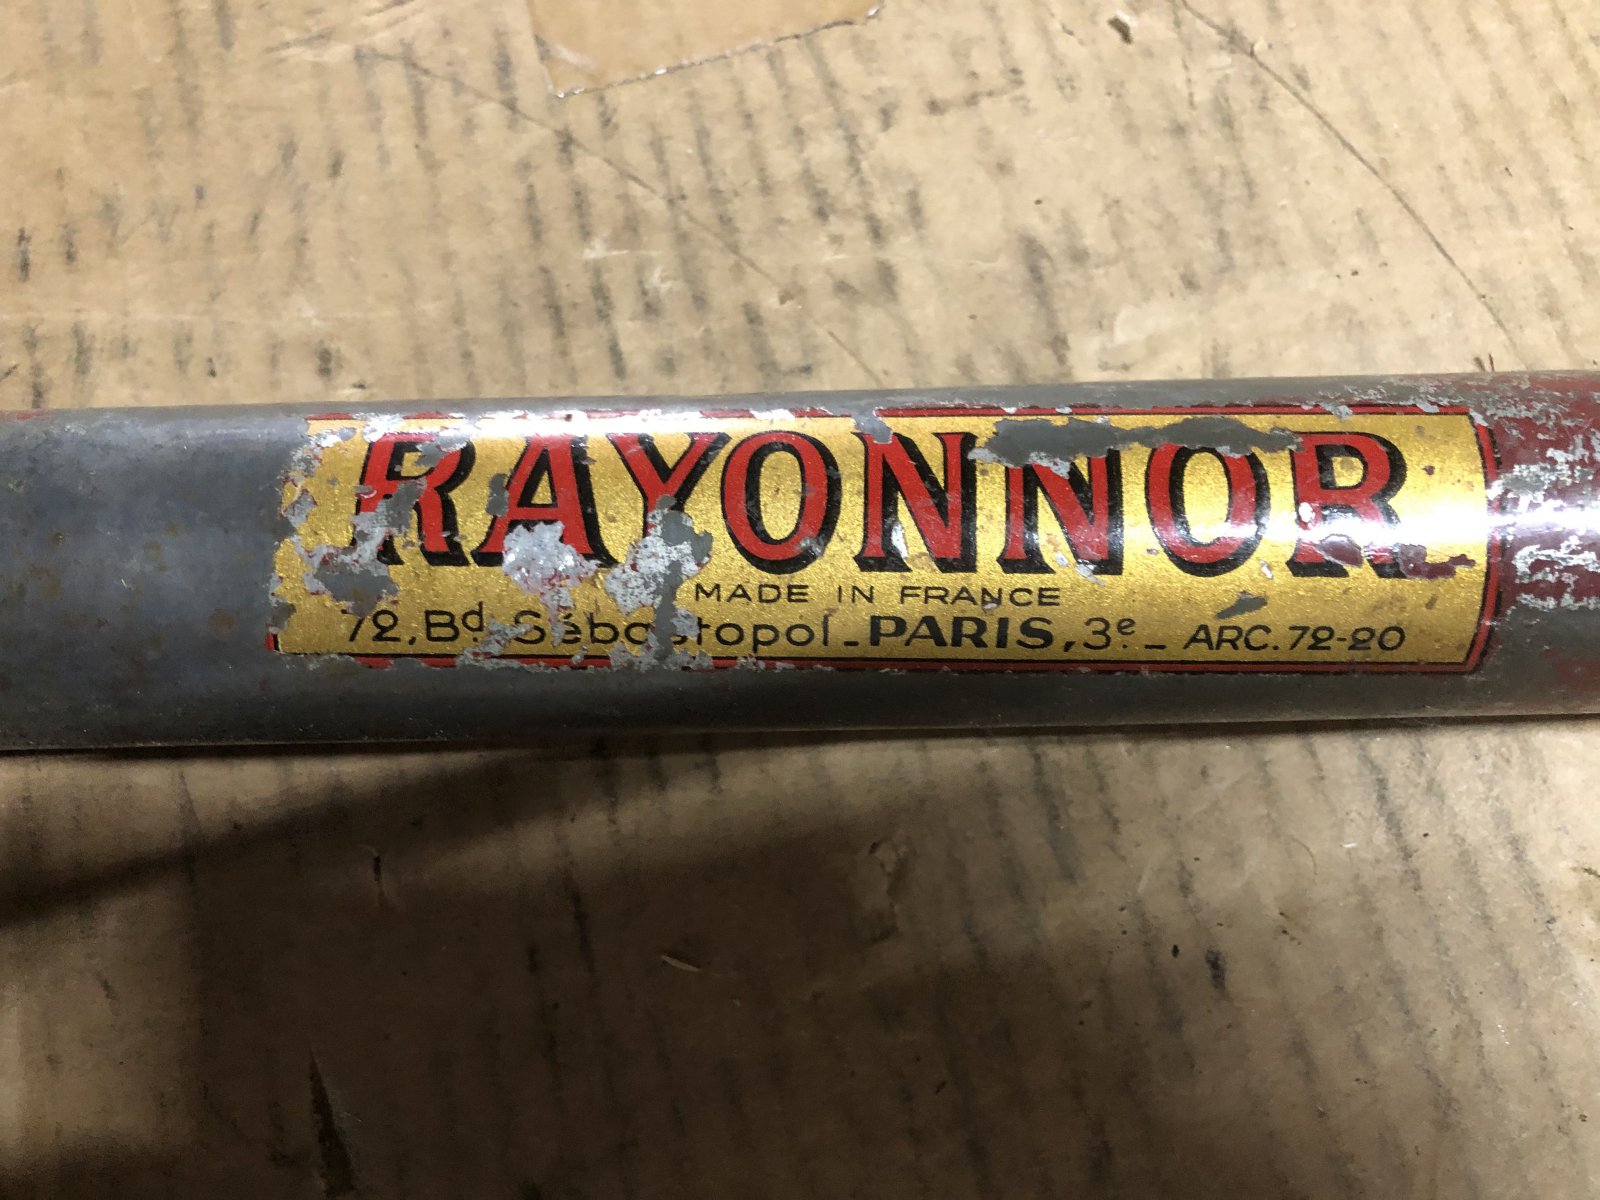 RAYONNOR
MADE IN FRANCE
72, Bd. Sébastopol _ PARIS, 3e. _ ARC. 72-20